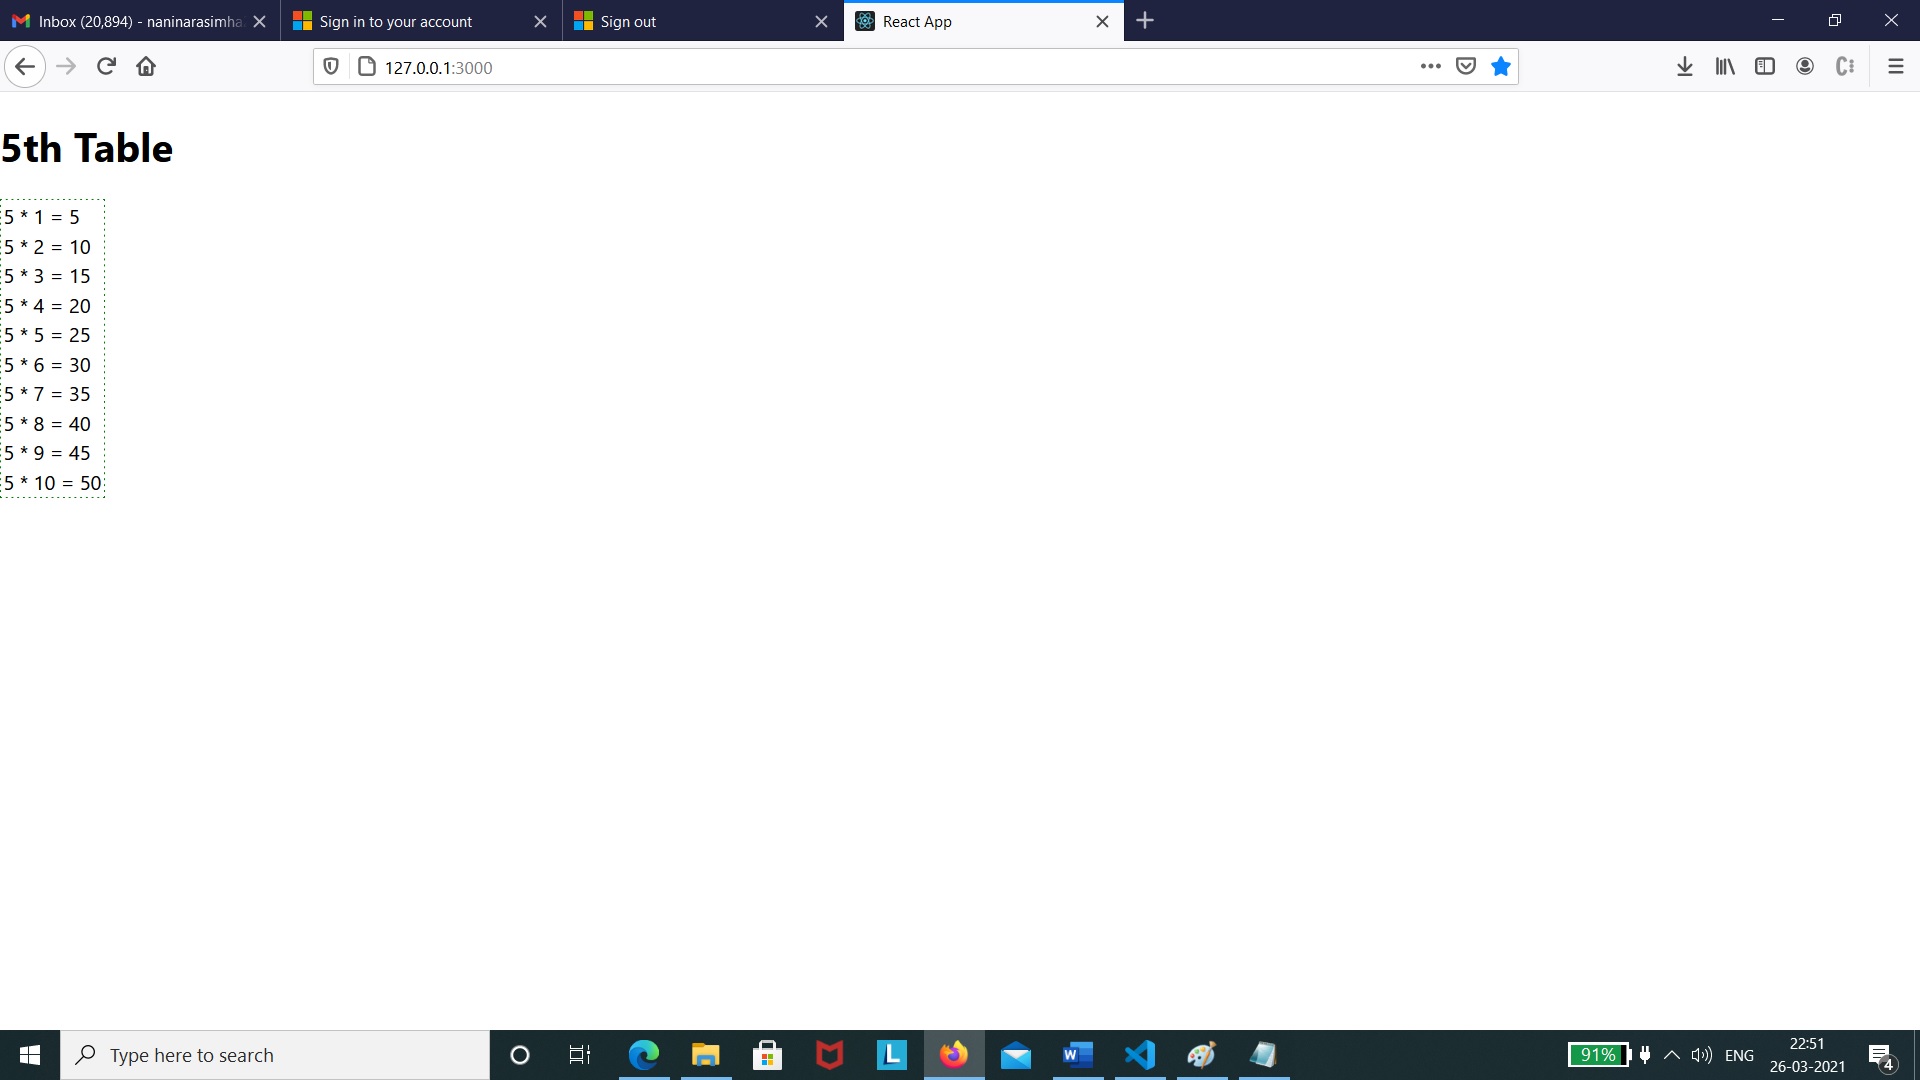 Inbox (20,894) - naninarasimha
Sign in to your account
Sign out
React App
127.0.0.1:3000
5th Table
5 * 1 = 5
5 * 2 = 10
5 * 3 = 15
5 * 4 = 20
5 * 5 = 25
5 * 6 = 30
5 * 7 = 35
5 * 8 = 40
5 * 9 = 45
5 * 10 = 50
Type here to search
L
W
91%
ENG
22:51
26-03-2021
4